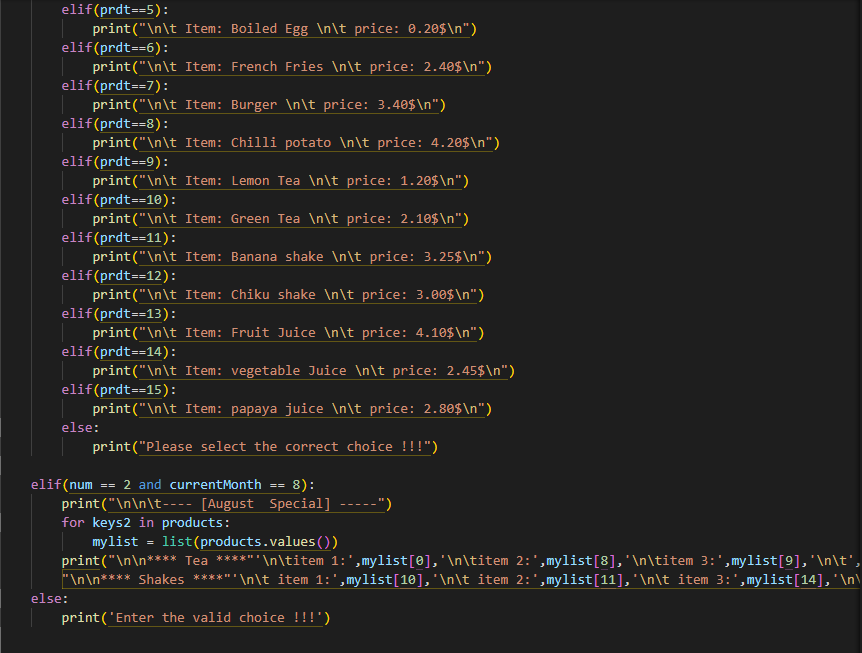 elif(prdt==5):
print("\n\t Item: Boiled Egg \n\t price: 0.20$\n")
elif(prdt==6):
print("\n\t Item: French Fries \n\t price: 2.40$\n")
elif(prdt==7):
print("\n\t Item: Burger \n\t price: 3.40$\n")
elif(prdt==8):
print("\n\t Item: Chilli potato \n\t price: 4.20$\n")
elif(prdt==9):
print("\n\t Item: Lemon Tea \n\t price: 1.20$\n")
elif(prdt==10):
print("\n\t Item: Green Tea \n\t price: 2.10$\n")
elif(prdt==11):
print("\n\t Item: Banana shake \n\t price: 3.25$\n")
elif(prdt==12):
print("\n\t Item: Chiku shake \n\t price: 3.00$\n")
elif(prdt==13):
print("\n\t Item: Fruit Juice \n\t price: 4.10$\n")
elif(prdt==14):
print("\n\t Item: vegetable Juice \n\t price: 2.45$\n")
elif(prdt==15):
print("\n\t Item: papaya juice \n\t price: 2.80$\n")
else:
print("Please select the correct choice !!!")
elif(num == 2 and currentMonth == 8):
print("\n\n\t---- [August  Special] -----")
for keys2 in products:
mylist = list(products.values())
print("\n\n**** Tea ****"'\n\titem 1:',mylist[0],'\n\titem 2:',mylist[8],'\n\titem 3:',mylist[9],'\n\t',
"\n\n**** Shakes ****"'\n\t item 1:',mylist[10],'\n\t item 2:',mylist[11],'\n\t item 3:',mylist[14],'\n\
else:
print('Enter the valid choice !!!')